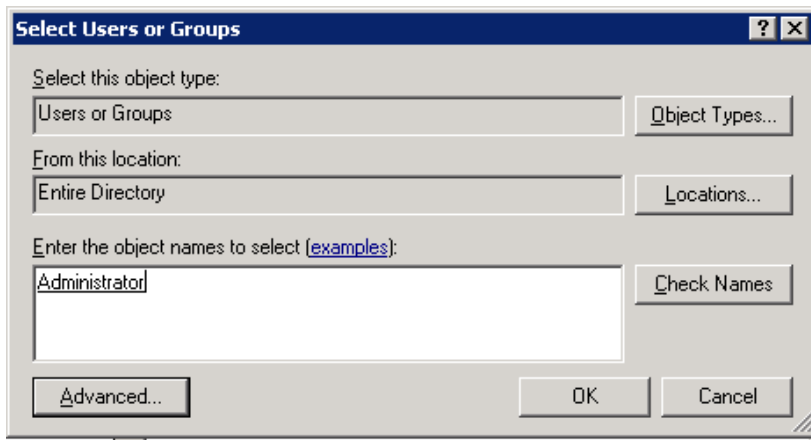 Select Users or Groups
Select this object type:
Users or Groups
Object Types...
From this location:
Entire Directory
Locations...
Enter the object names to select (examples):
Administrator
Check Names
Advanced...
OK
Cancel